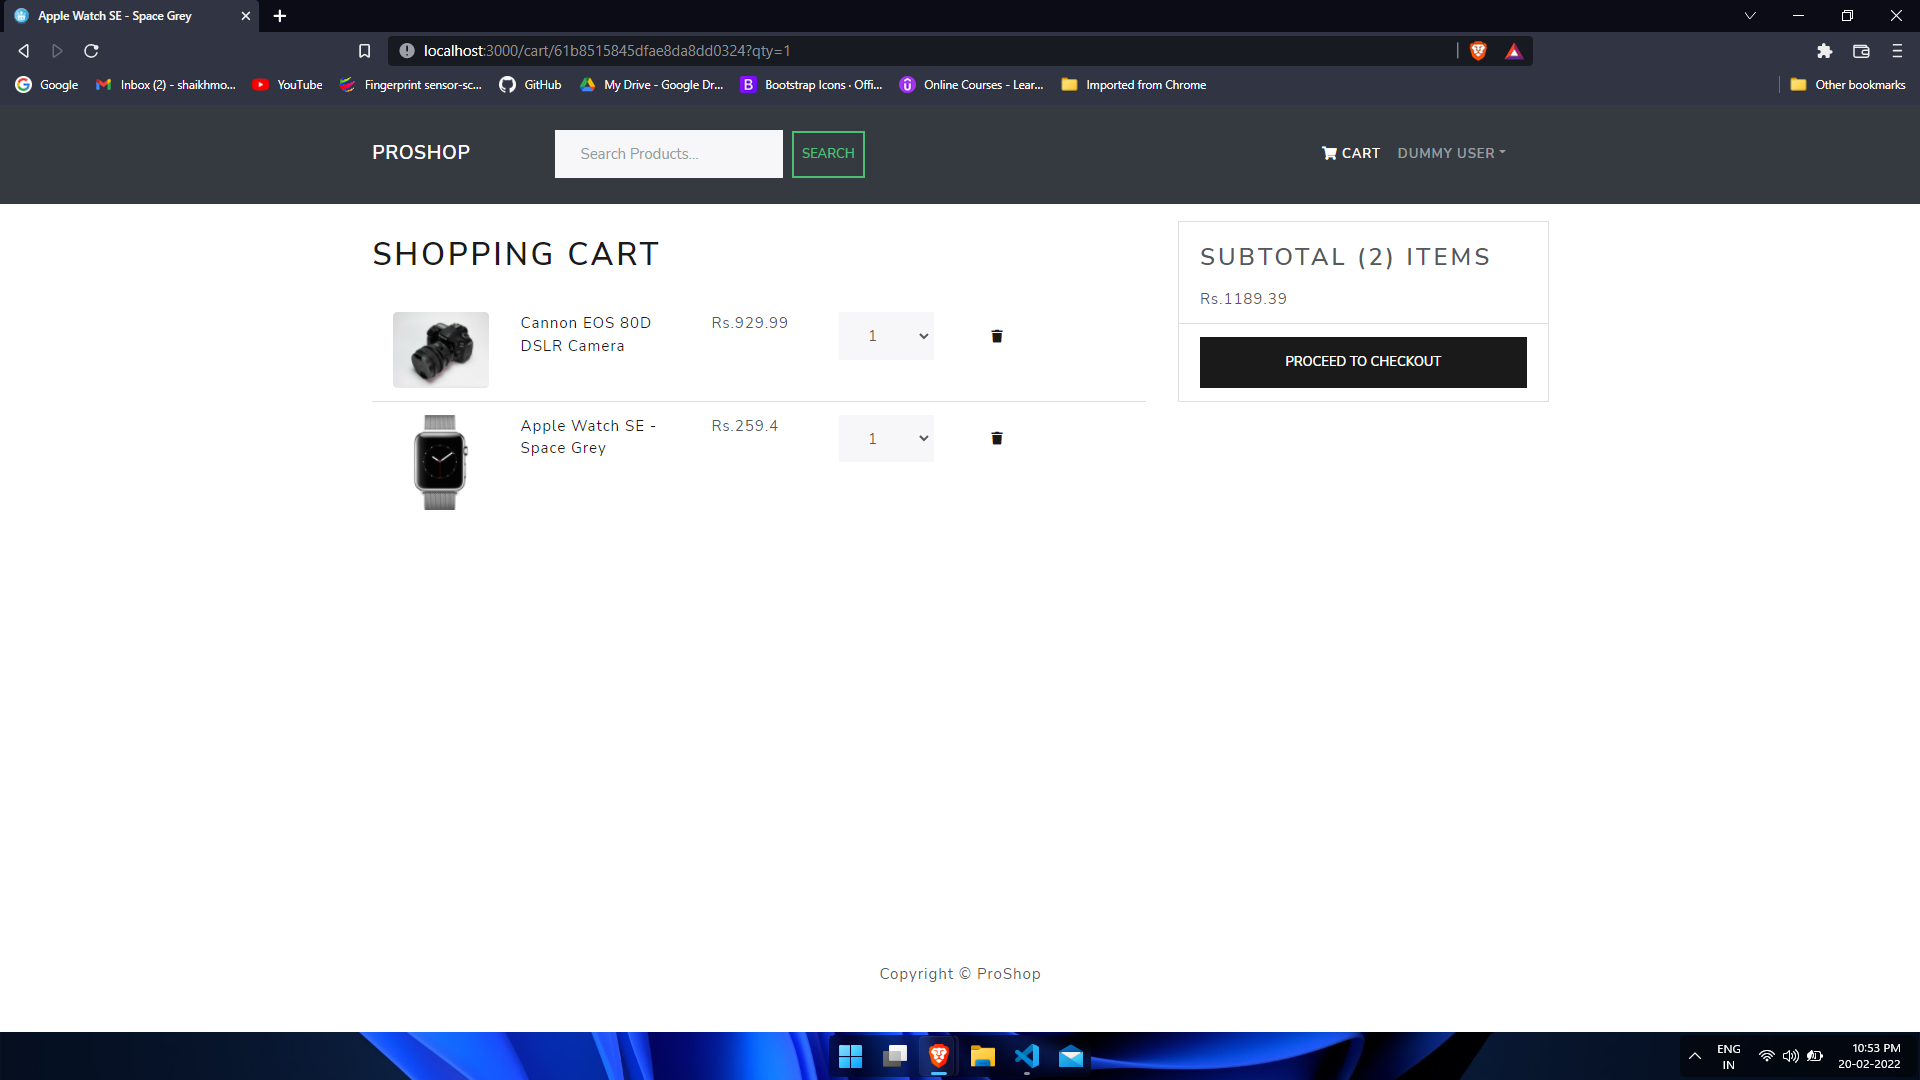 Apple Watch SE - Space Grey
localhost:3000/cart/61b8515845dfae8da8dd0324?qty=1
Google
Inbox (2) - shaikhmo...
YouTube
Fingerprint sensor-sc...
GitHub
My Drive - Google Dr...
B
Bootstrap Icons · Offi...
Online Courses - Lear...
Imported from Chrome
Other bookmarks
PROSHOP
Search Products...
SEARCH
CART
DUMMY USER
SHOPPING CART
Cannon EOS 80D
DSLR Camera
Rs.929.99
1
Apple Watch SE -
Space Grey
Rs.259.4
1
SUBTOTAL (2) ITEMS
Rs.1189.39
PROCEED TO CHECKOUT
Copyright © ProShop
ENG
IN
10:53 PM
20-02-2022